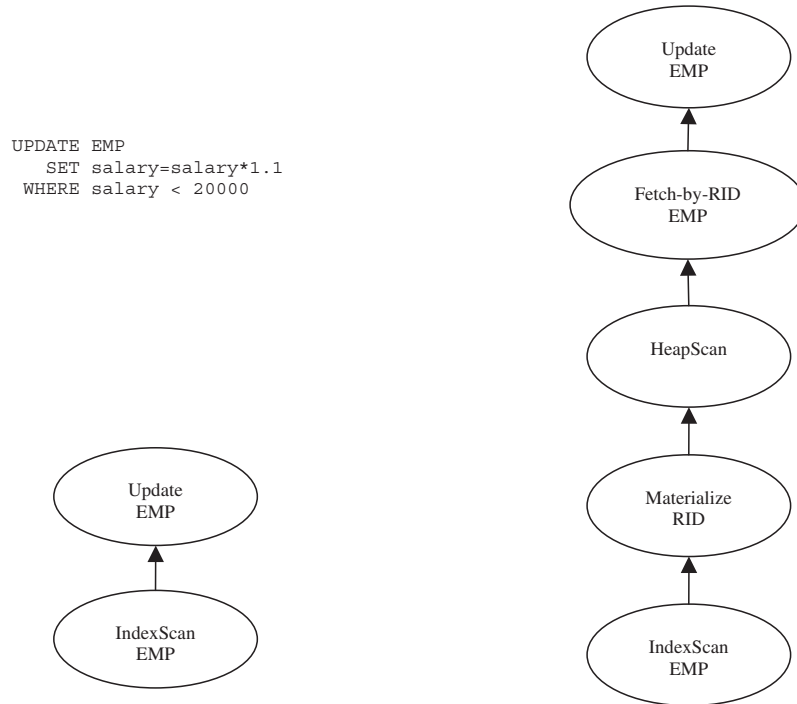 UPDATE EMP
SET salary=salary*1.1
WHERE salary < 20000
Update
EMP
IndexScan
EMP
Update
EMP
Fetch-by-RID
EMP
HeapScan
Materialize
RID
IndexScan
EMP